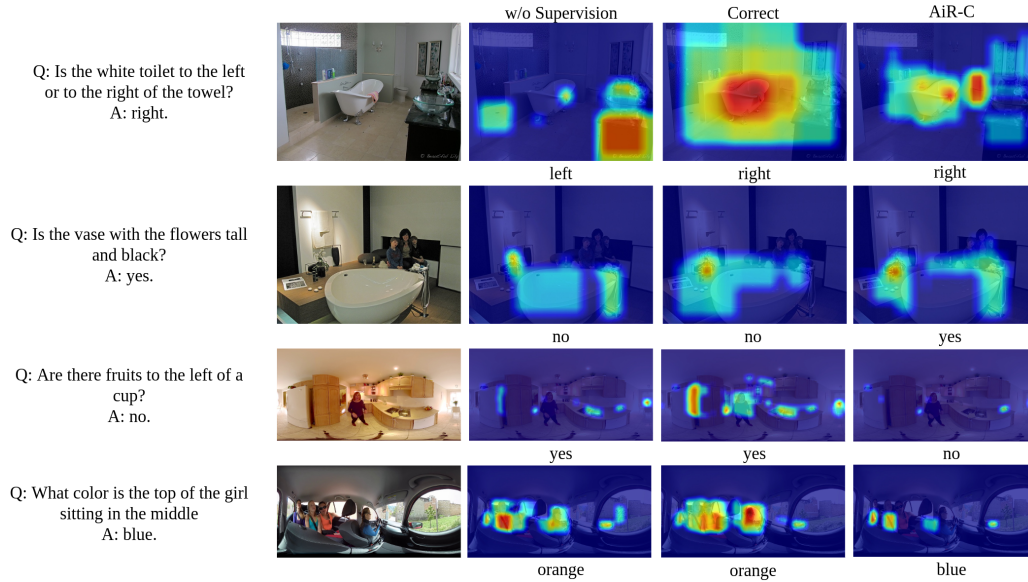 w/o Supervision
Correct
AiR-C
Q: Is the white toilet to the left
or to the right of the towel?
A: right.
left
right
right
Q: Is the vase with the flowers tall
and black?
A: yes.
no
no
yes
Q: Are there fruits to the left of a
cup?
A: no.
yes
yes
no
Q: What color is the top of the girl
sitting in the middle
A: blue.
orange
orange
blue